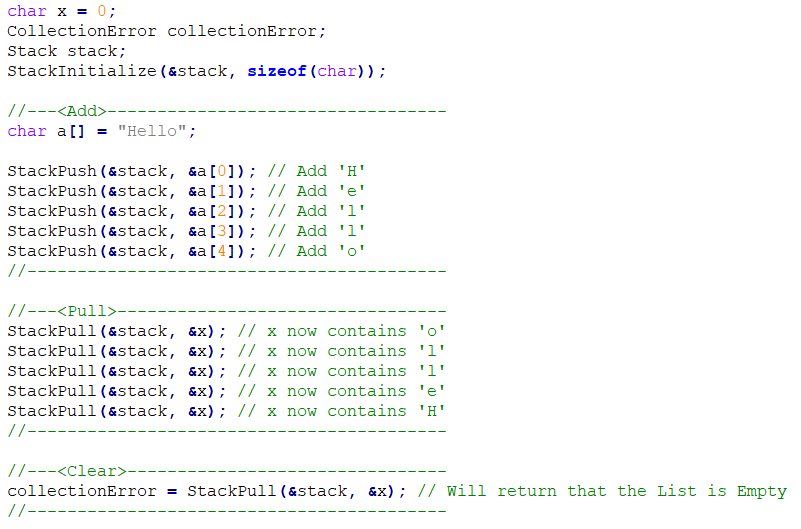 char x = 0;
CollectionError collectionError;
Stack stack;
StackInitialize(&stack, sizeof(char));
//---<Add>----------------------------------
char a[] = "Hello";
StackPush(&stack, &a[0]); // Add 'H'
StackPush(&stack, &a[1]); // Add 'e'
StackPush(&stack, &a[2]); // Add 'l'
StackPush(&stack, &a[3]); // Add 'l'
StackPush(&stack, &a[4]); // Add 'o'
//------------------------------------------
//---<Pull>---------------------------------
StackPull(&stack, &x); // x now contains 'o'
StackPull(&stack, &x); // x now contains 'l'
StackPull(&stack, &x); // x now contains 'l'
StackPull(&stack, &x); // x now contains 'e'
StackPull(&stack, &x); // x now contains 'H'
//------------------------------------------
//---<Clear>--------------------------------
collectionError = StackPull(&stack, &x); // Will return that the List is Empty
//------------------------------------------